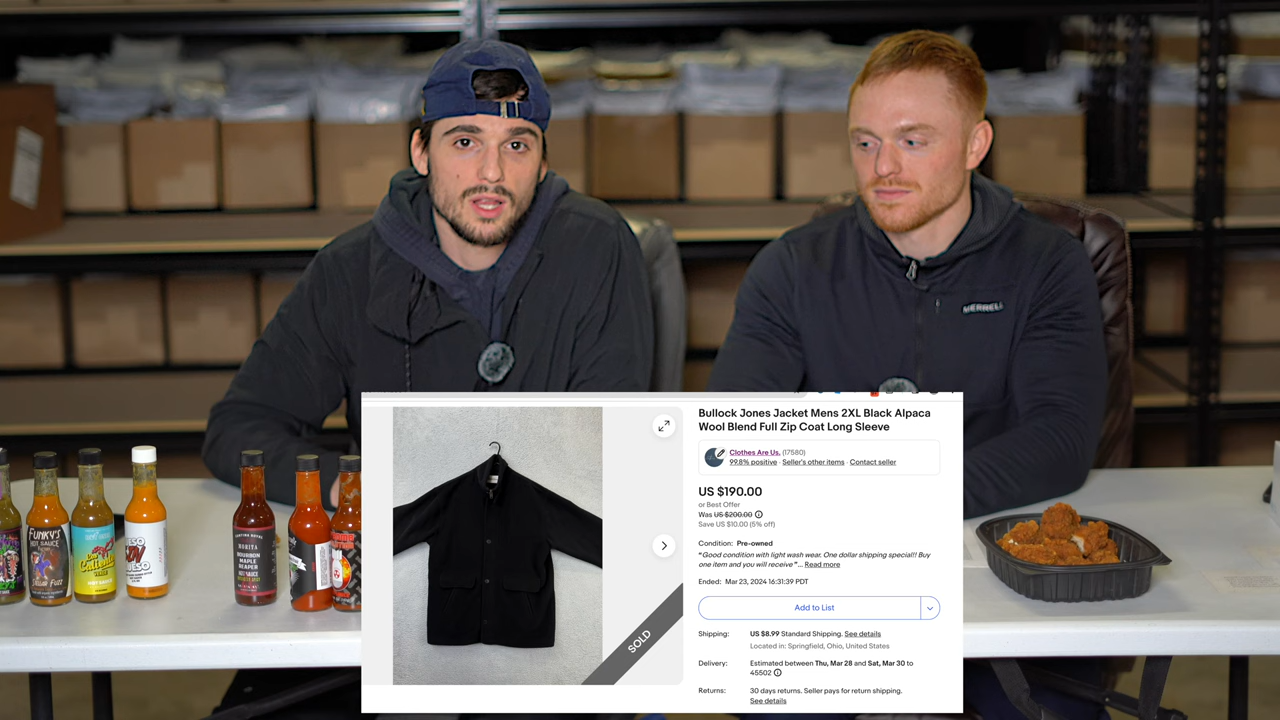 MERRELL
Bullock Jones Jacket Mens 2XL Black Alpaca
Wool Blend Full Zip Coat Long Sleeve
Clothes Are Us. (17580)
99.8% positive · Seller's other items · Contact seller
US $190.00
or Best Offer
Was US $200.00
Save US $10.00 (5% off)
Condition: Pre-owned
“Good condition with light wash wear. One dollar shipping special!! Buy
one item and you will receive”... Read more
Ended: Mar 23, 2024 16:31:39 PDT
Add to List
Shipping: US $8.99 Standard Shipping. See details
Located in: Springfield, Ohio, United States
Delivery: Estimated between Thu, Mar 28 and Sat, Mar 30 to
45502
Returns: 30 days returns. Seller pays for return shipping.
See details
SOLD
FUNKY'S
HOT SAUCE
BORITA
BOURBON
MAPLE
REAPER
HOT SAUCE